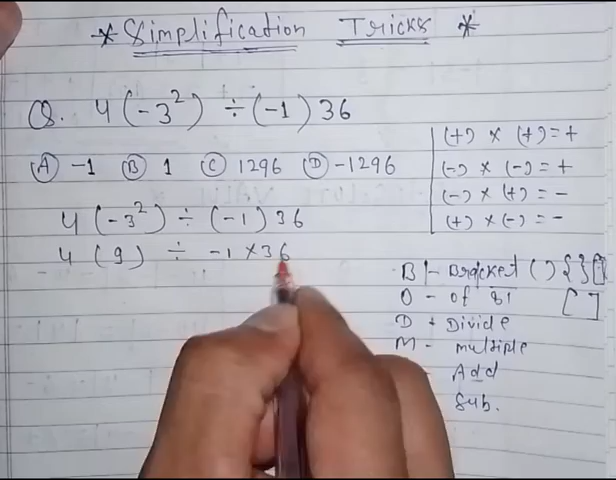 * Simplification Tricks *
Q. 4(-3²) ÷ (-1) 36
(A) -1 (B) 1 (C) 1296 (D) -1296
4(-3²) ÷ (-1) 36
4 (9) ÷ -1 × 36
(+) × (+) = +
(-) × (-) = +
(-) × (+) = -
(+) × (-) = -
B - Bracket ( ) { } [ ]
O - of
D ÷ Divide
M - multiple
Add
Sub.